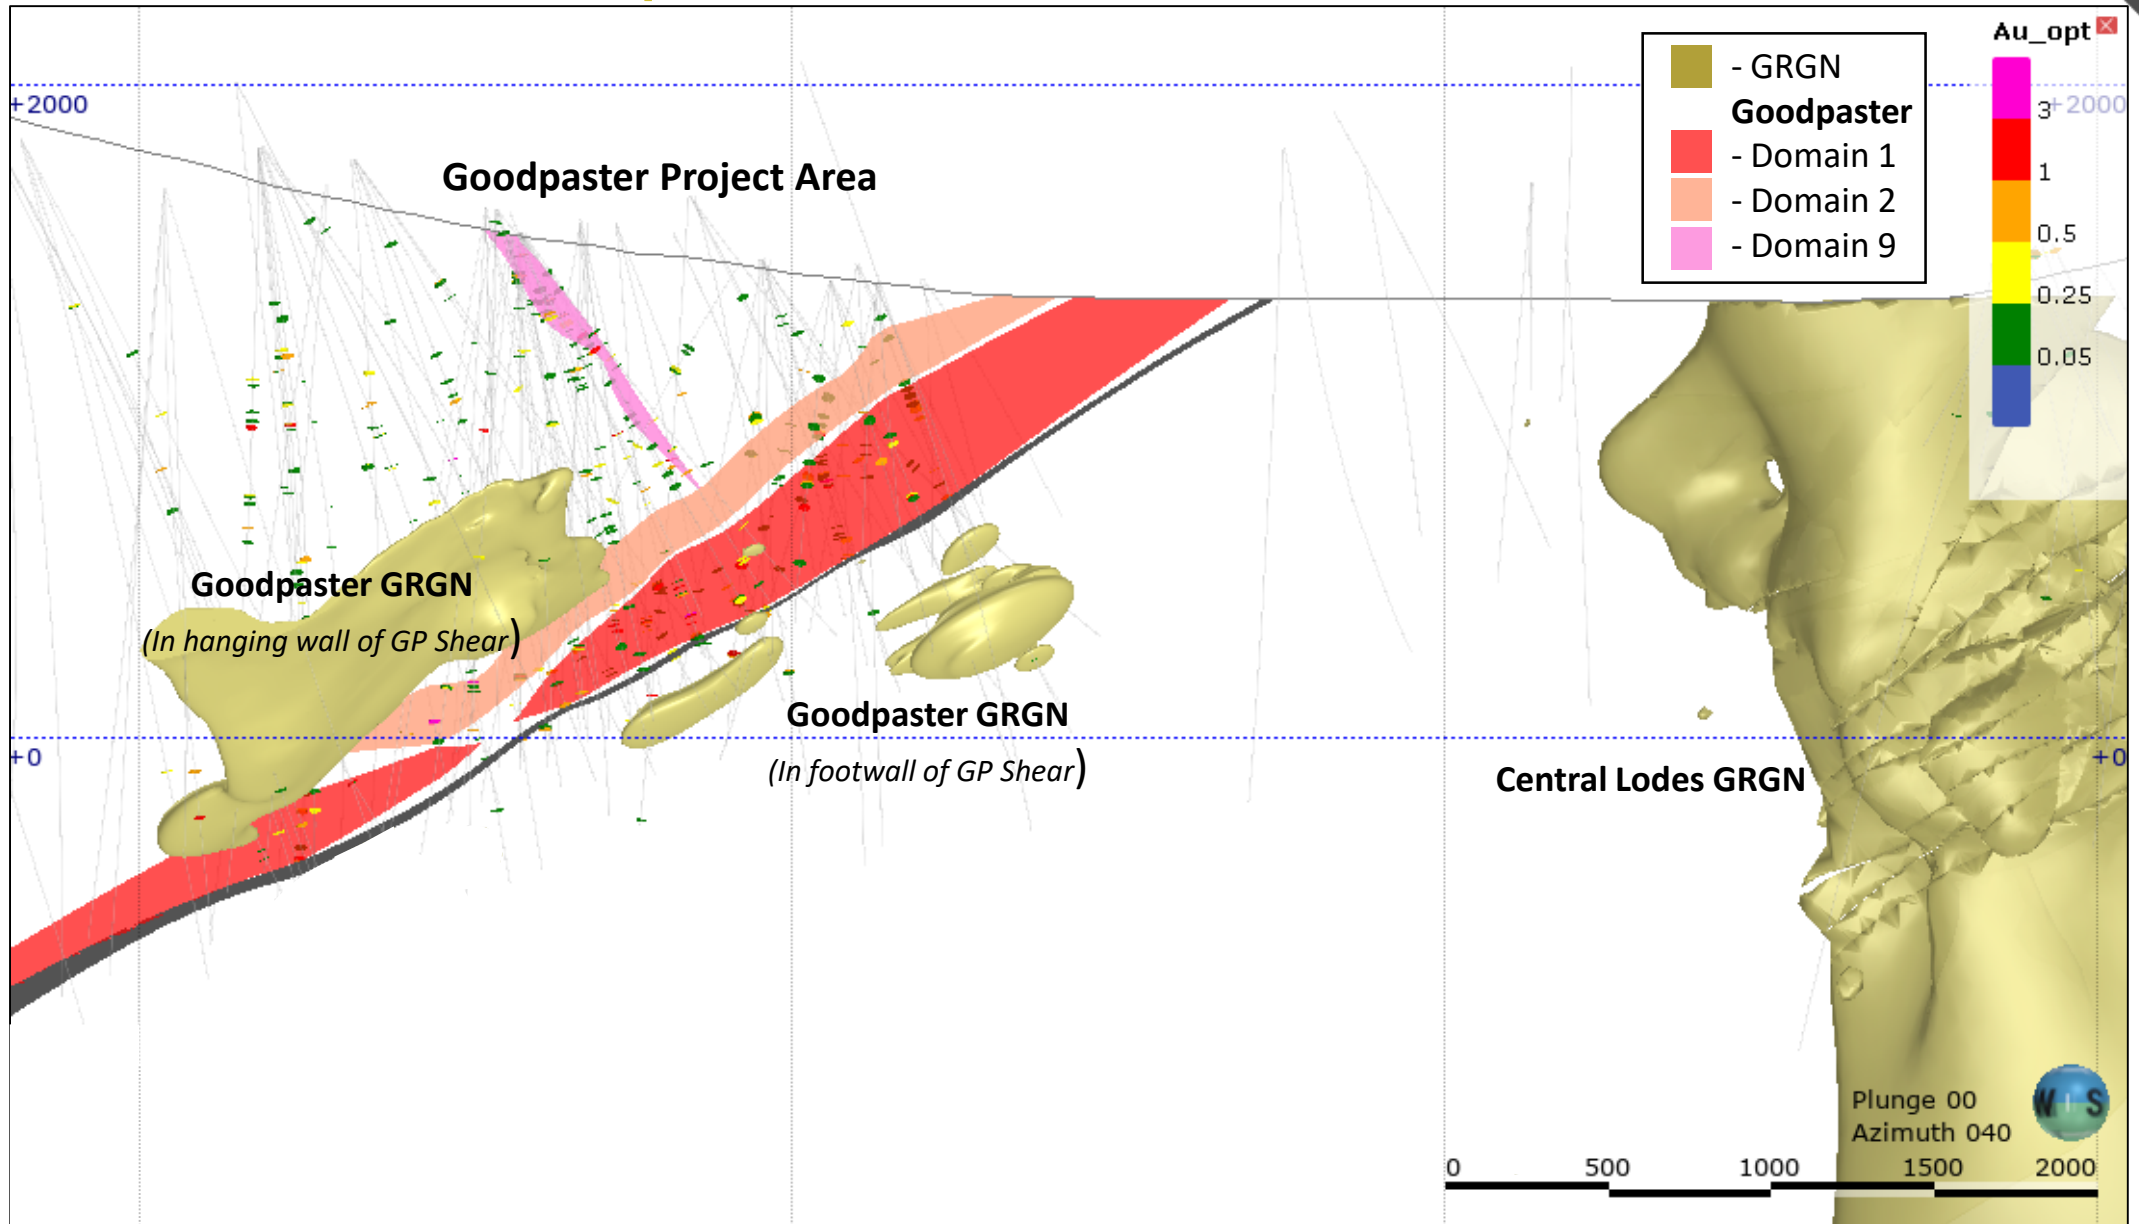 Au_opt
- GRGN
Goodpaster
- Domain 1
- Domain 2
- Domain 9
3
1
0.5
0.25
0.05
+2000
+2000
Goodpaster Project Area
Goodpaster GRGN
(In hanging wall of GP Shear)
Goodpaster GRGN
(In footwall of GP Shear)
+0
+0
Central Lodes GRGN
Plunge 00
Azimuth 040
W S
0 500 1000 1500 2000